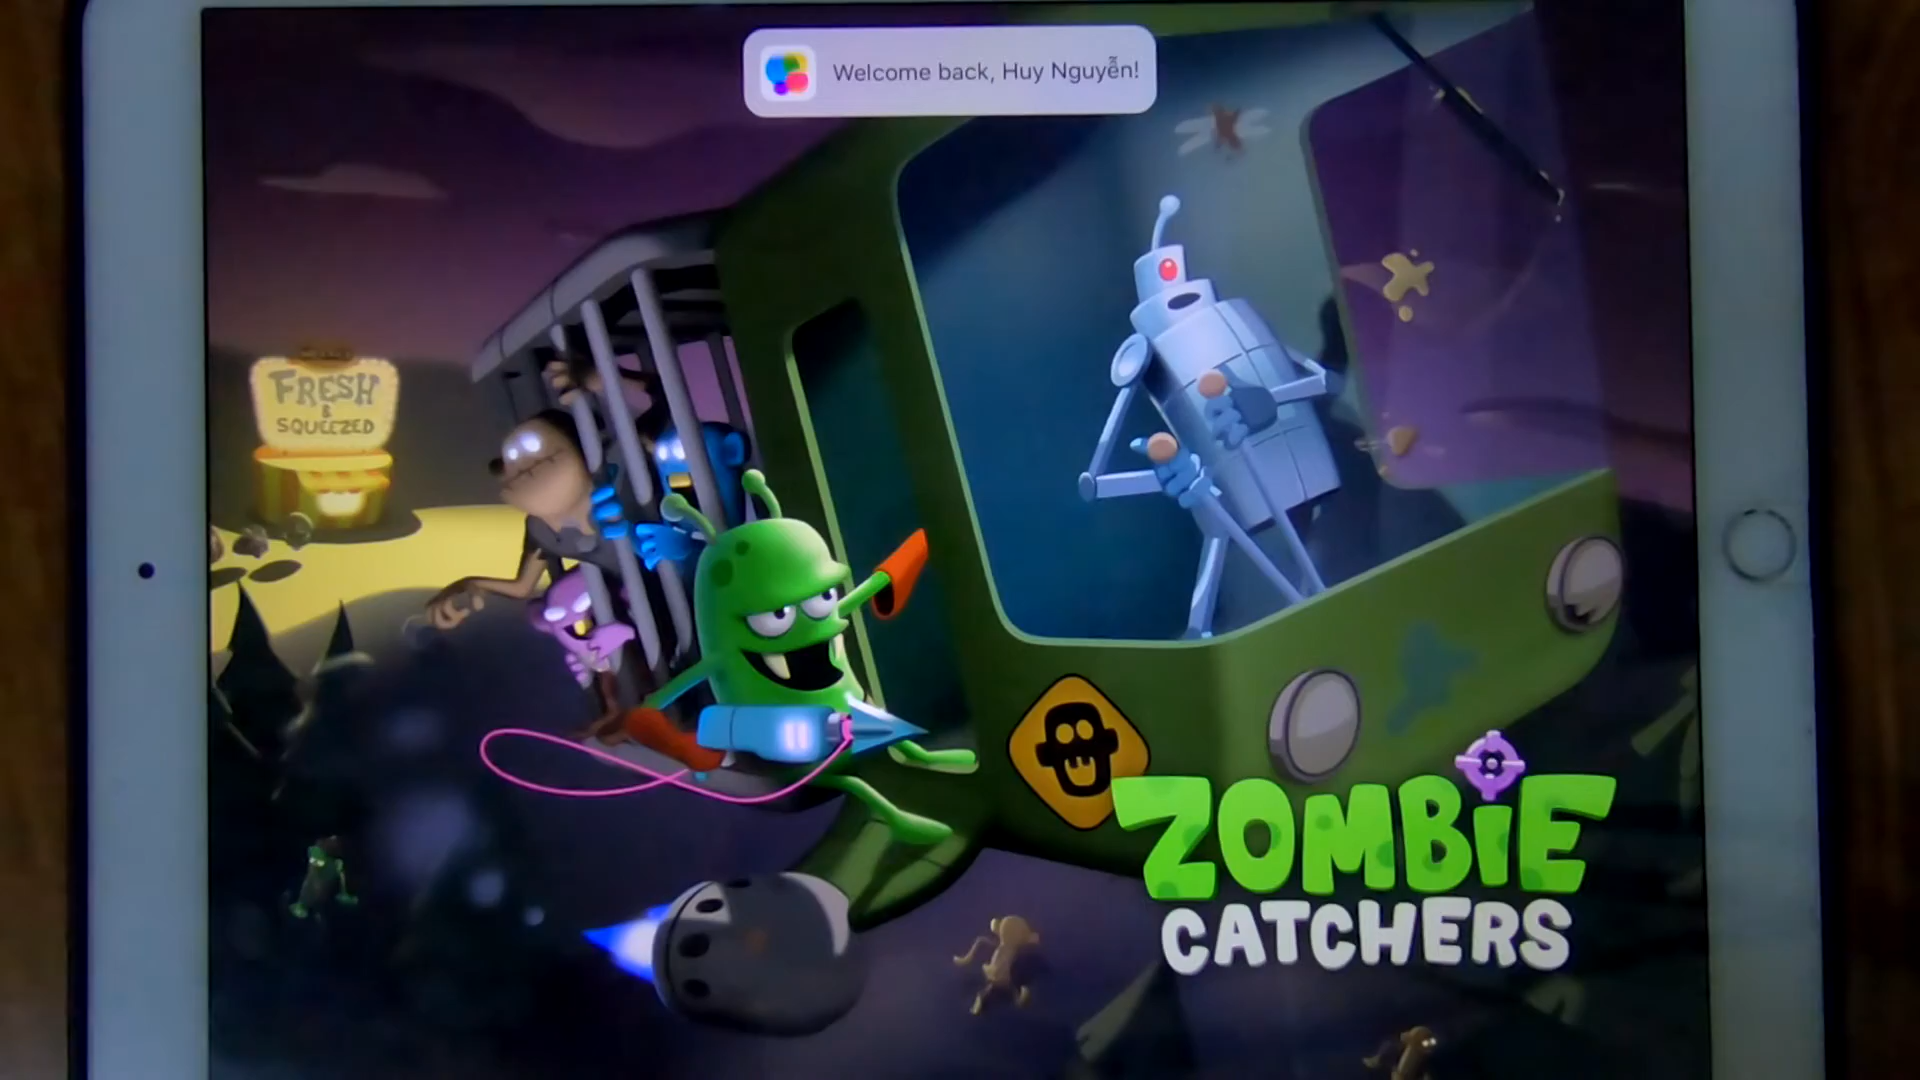 Welcome back, Huy Nguyễn!
FRESH
&
SQUEEZED
ZOMBiE
CATCHERS